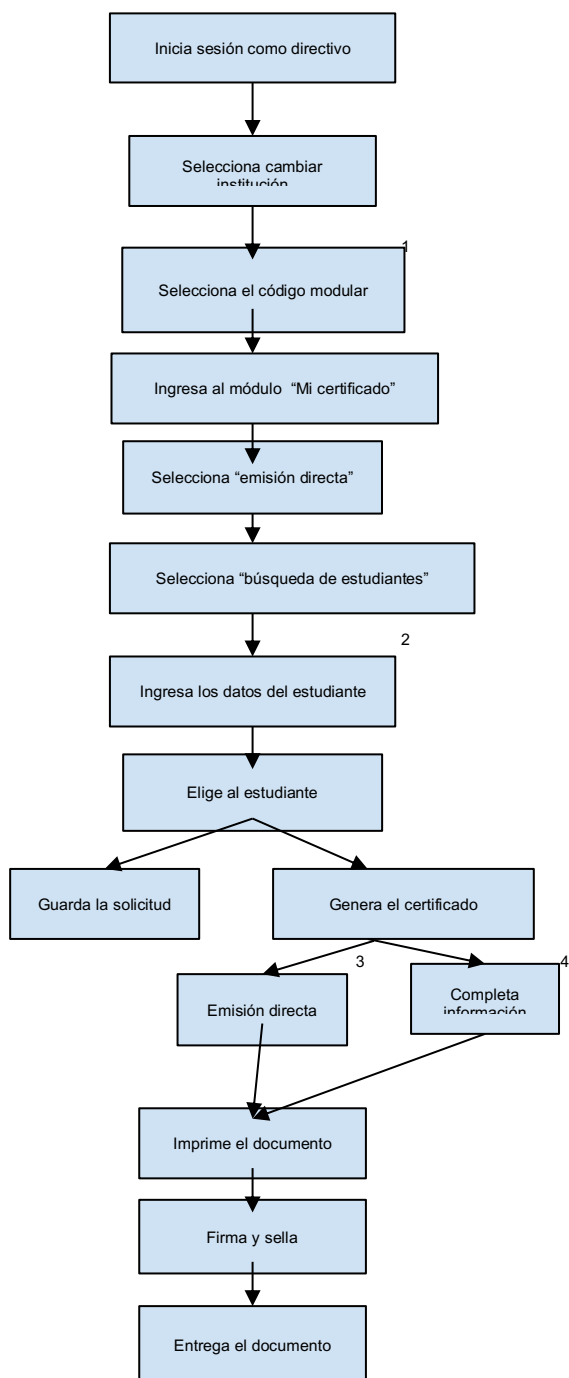 Inicia sesión como directivo
Selecciona cambiar
institución
1
Selecciona el código modular
Ingresa al módulo “Mi certificado”
Selecciona “emisión directa”
Selecciona “búsqueda de estudiantes”
2
Ingresa los datos del estudiante
Elige al estudiante
Guarda la solicitud
Genera el certificado
3
4
Emisión directa
Completa
información
Imprime el documento
Firma y sella
Entrega el documento